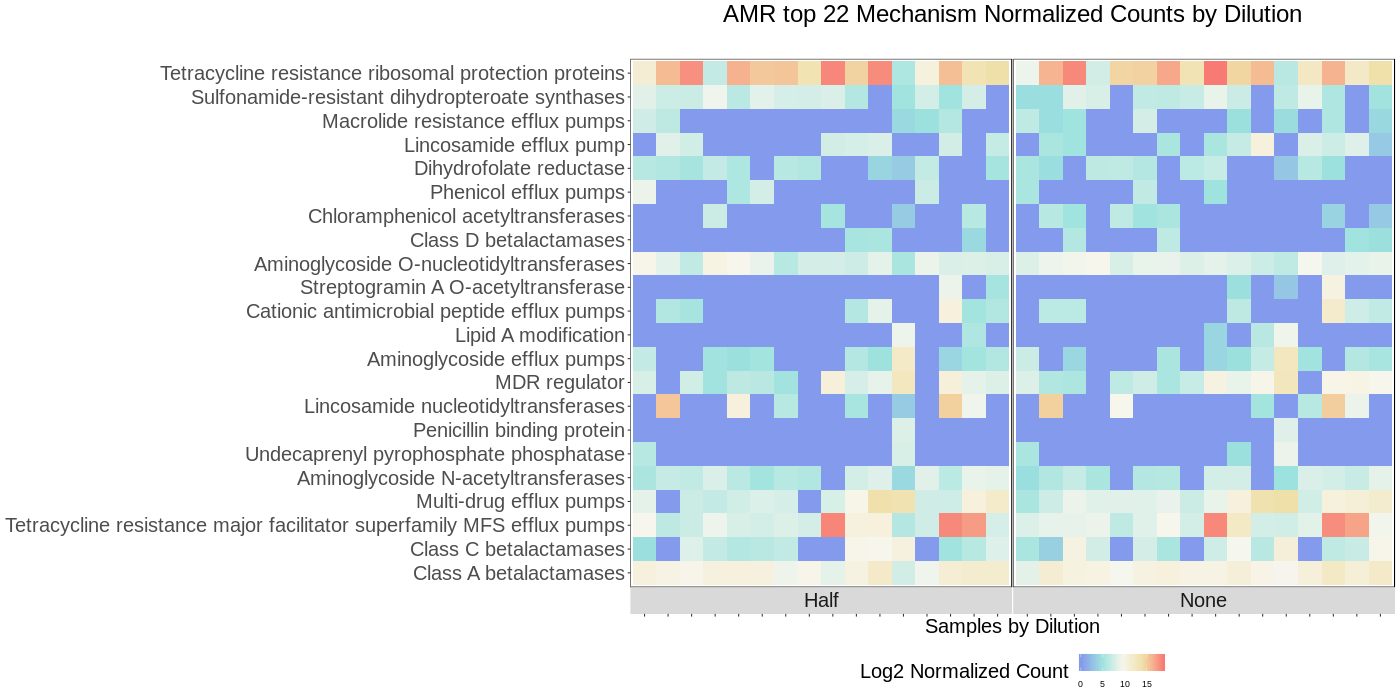 AMR top 22 Mechanism Normalized Counts by Dilution
Tetracycline resistance ribosomal protection proteins
Sulfonamide-resistant dihydropteroate synthases
Macrolide resistance efflux pumps
Lincosamide efflux pump
Dihydrofolate reductase
Phenicol efflux pumps
Chloramphenicol acetyltransferases
Class D betalactamases
Aminoglycoside O-nucleotidyltransferases
Streptogramin A O-acetyltransferase
Cationic antimicrobial peptide efflux pumps
Lipid A modification
Aminoglycoside efflux pumps
MDR regulator
Lincosamide nucleotidyltransferases
Penicillin binding protein
Undecaprenyl pyrophosphate phosphatase
Aminoglycoside N-acetyltransferases
Multi-drug efflux pumps
Tetracycline resistance major facilitator superfamily MFS efflux pumps
Class C betalactamases
Class A betalactamases
Half None
Samples by Dilution
Log2 Normalized Count
0 5 10 15